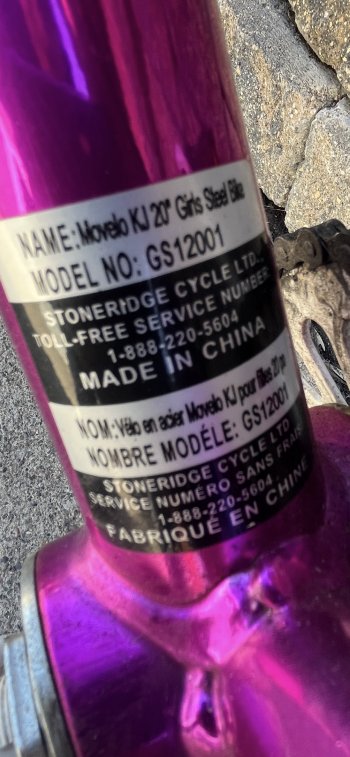 NAME: Movelo KJ 20" Girls Steel Bike
MODEL NO: GS12001
STONERIDGE CYCLE LTD.,
TOLL-FREE SERVICE NUMBER
1-888-220-5604
MADE IN CHINA
NOM: Vélo en acier Movelo KJ pour filles 20 po
NOMBRE MODÉLE: GS12001
STONERIDGE CYCLE LTD
SERVICE NUMÉRO SANS FRAIS
1-888-220-5604
FABRIQUÉ EN CHINE